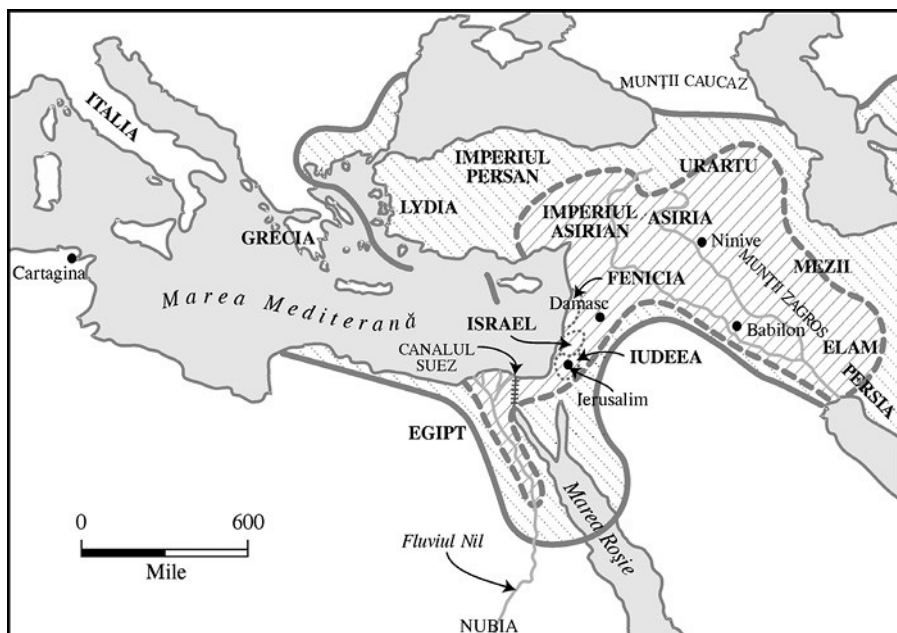 MUNȚII CAUCAZ
ITALIA
IMPERIUL
PERSAN
URARTU
LYDIA
IMPERIUL
ASIRIAN
ASIRIA
GRECIA
Ninive
Cartagina
MEZII
FENICIA
MUNȚII ZAGROS
Marea Mediterană
Damasc
ISRAEL
Babilon
CANALUL
SUEZ
IUDEEA
ELAM
PERSIA
Ierusalim
EGIPT
Marea Roșie
0 600
Mile
Fluviul Nil
NUBIA